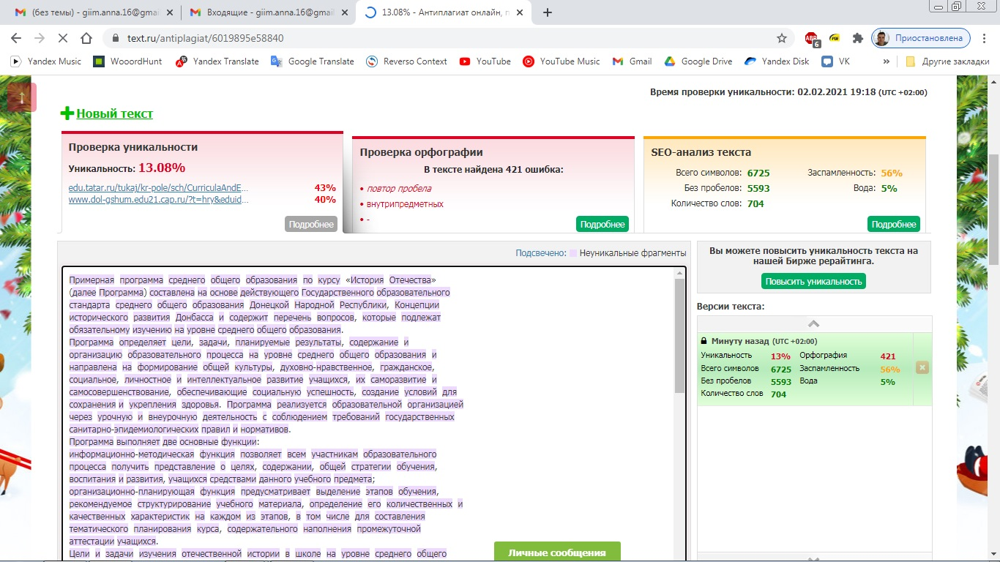 (без темы) - giim.anna.16@gmai
Входящие - giim.anna.16@gmail
13.08% - Антиплагиат онлайн, п
text.ru/antiplagiat/6019895e58840
ABP
6
PDF
Приостановлена
Yandex Music
WooordHunt
Yandex Translate
Google Translate
Reverso Context
YouTube
YouTube Music
Gmail
Google Drive
Yandex Disk
VK
»
Другие закладки
Время проверки уникальности: 02.02.2021 19:18 (UTC +02:00)
Новый текст
Проверка уникальности
Уникальность: 13.08%
edu.tatar.ru/tukaj/kr-pole/sch/CurriculaAndE... 43%
www.dol-gshum.edu21.cap.ru/?t=hry&eduid... 40%
Подробнее
Проверка орфографии
В тексте найдена 421 ошибка:
• повтор пробела
• внутрипредметных
• -
Подробнее
SEO-анализ текста
Всего символов: 6725 Заспамленность: 56%
Без пробелов: 5593 Вода: 5%
Количество слов: 704
Подробнее
Подсвечено: Неуникальные фрагменты
Примерная программа среднего общего образования по курсу «История Отечества»
(далее Программа) составлена на основе действующего Государственного образовательного
стандарта среднего общего образования Донецкой Народной Республики, Концепции
исторического развития Донбасса и содержит перечень вопросов, которые подлежат
обязательному изучению на уровне среднего общего образования.
Программа определяет цели, задачи, планируемые результаты, содержание и
организацию образовательного процесса на уровне среднего общего образования и
направлена на формирование общей культуры, духовно-нравственное, гражданское,
социальное, личностное и интеллектуальное развитие учащихся, их саморазвитие и
самосовершенствование, обеспечивающие социальную успешность, создание условий для
сохранения и укрепления здоровья. Программа реализуется образовательной организацией
через урочную и внеурочную деятельность с соблюдением требований государственных
санитарно-эпидемиологических правил и нормативов.
Программа выполняет две основные функции:
информационно-методическая функция позволяет всем участникам образовательного
процесса получить представление о целях, содержании, общей стратегии обучения,
воспитания и развития, учащихся средствами данного учебного предмета;
организационно-планирующая функция предусматривает выделение этапов обучения,
рекомендуемое структурирование учебного материала, определение его количественных и
качественных характеристик на каждом из этапов, в том числе для составления
тематического планирования курса, содержательного наполнения промежуточной
аттестации учащихся.
Цели и задачи изучения отечественной истории в школе на уровне среднего общего
Вы можете повысить уникальность текста на
нашей Бирже рерайтинга.
Повысить уникальность
Версии текста:
Минуту назад (UTC +02:00)
Уникальность 13% Орфография 421
Всего символов 6725 Заспамленность 56%
Без пробелов 5593 Вода 5%
Количество слов 704
Личные сообщения